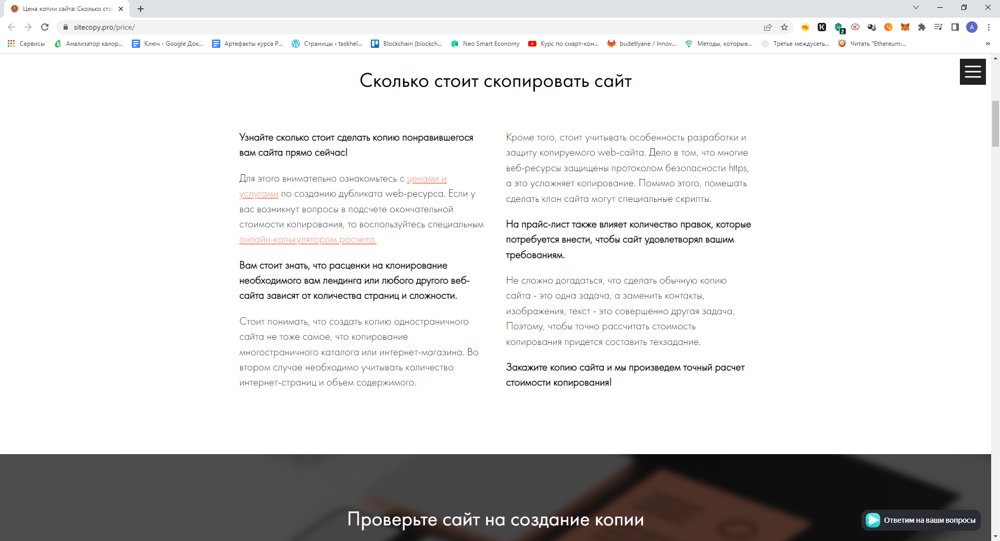 Цена копии сайта: Сколько сто
sitecopy.pro/price/
2
A
Сервисы
Анализатор калор...
Ключ - Google Док...
Артефакты курса Р...
Страницы ‹ taskhel...
Blockchain (blockch...
Neo Smart Economy
Курс по смарт-кон...
budetlyane / Innov...
Методы, которые...
Третье междусеть...
Читать "Ethereum:...
Сколько стоит скопировать сайт
Узнайте сколько стоит сделать копию понравившегося
вам сайта прямо сейчас!
Для этого внимательно ознакомьтесь с ценами и
услугами по созданию дубликата web-ресурса. Если у
вас возникнут вопросы в подсчете окончательной
стоимости копирования, то воспользуйтесь специальным
онлайн-калькулятором расчета.
Вам стоит знать, что расценки на клонирование
необходимого вам лендинга или любого другого веб-
сайта зависят от количества страниц и сложности.
Стоит понимать, что создать копию одностраничного
сайта не тоже самое, что копирование
многостраничного каталога или интернет-магазина. Во
втором случае необходимо учитывать количество
интернет-страниц и объем содержимого.
Кроме того, стоит учитывать особенность разработки и
защиту копируемого web-сайта. Дело в том, что многие
веб-ресурсы защищены протоколом безопасности https,
а это усложняет копирование. Помимо этого, помешать
сделать клон сайта могут специальные скрипты.
На прайс-лист также влияет количество правок, которые
потребуется внести, чтобы сайт удовлетворял вашим
требованиям.
Не сложно догадаться, что сделать обычную копию
сайта - это одна задача, а заменить контакты,
изображения, текст - это совершенно другая задача.
Поэтому, чтобы точно рассчитать стоимость
копирования придется составить техзадание.
Закажите копию сайта и мы произведем точный расчет
стоимости копирования!
Проверьте сайт на создание копии
Ответим на ваши вопросы